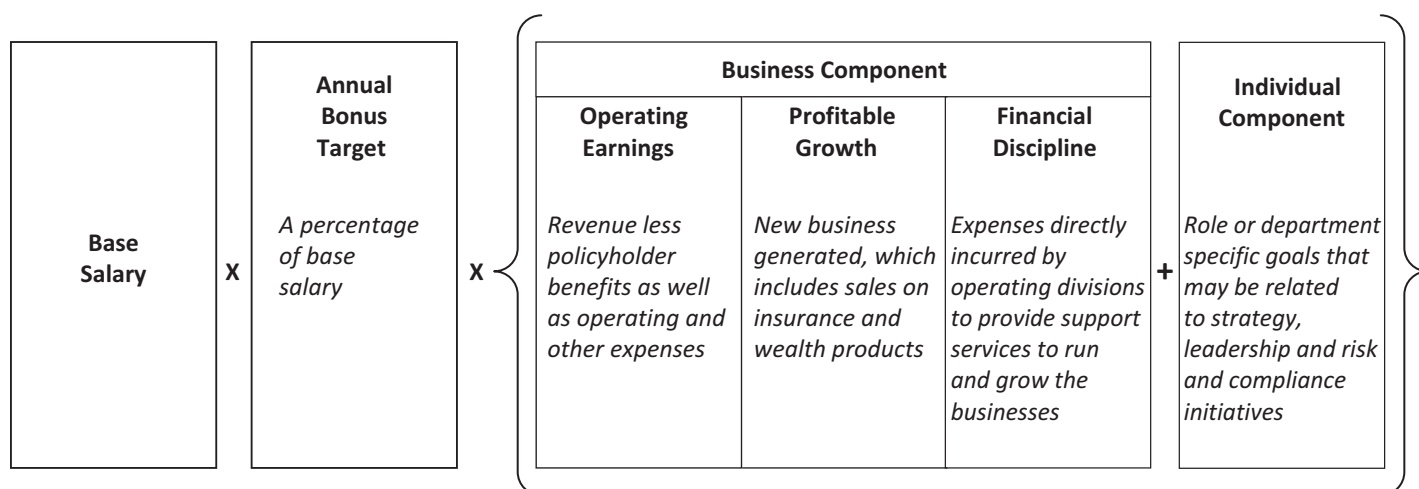 Base
Salary
X
Annual
Bonus
Target
A percentage
of base
salary
X
Business Component
Operating
Earnings
Revenue less
policyholder
benefits as well
as operating and
other expenses
Profitable
Growth
New business
generated, which
includes sales on
insurance and
wealth products
Financial
Discipline
Expenses directly
incurred by
operating divisions
to provide support
services to run
and grow the
businesses
+
Individual
Component
Role or department
specific goals that
may be related
to strategy,
leadership and risk
and compliance
initiatives